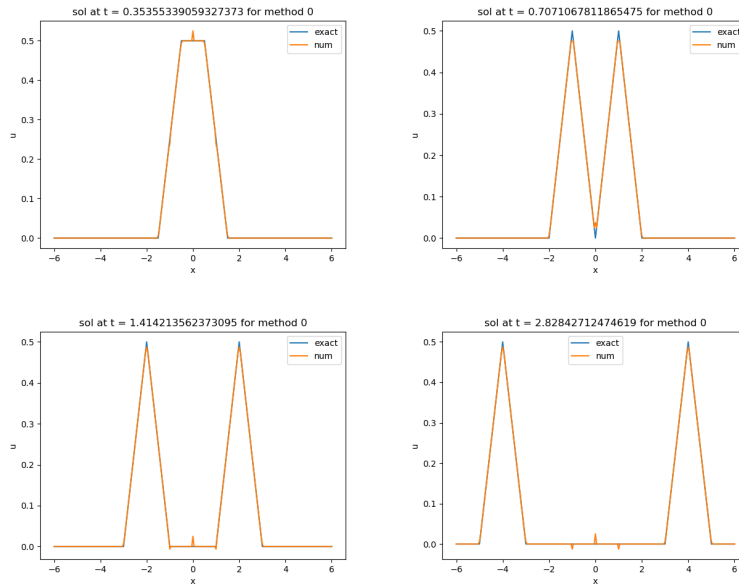 sol at t = 0.35355339059327373 for method 0
exact
num
0.5
0.4
0.3
0.2
0.1
0.0
u
−6 −4 −2 0 2 4 6
x
sol at t = 0.7071067811865475 for method 0
exact
num
0.5
0.4
0.3
0.2
0.1
0.0
u
−6 −4 −2 0 2 4 6
x
sol at t = 1.414213562373095 for method 0
exact
num
0.5
0.4
0.3
0.2
0.1
0.0
u
−6 −4 −2 0 2 4 6
x
sol at t = 2.82842712474619 for method 0
exact
num
0.5
0.4
0.3
0.2
0.1
0.0
u
−6 −4 −2 0 2 4 6
x